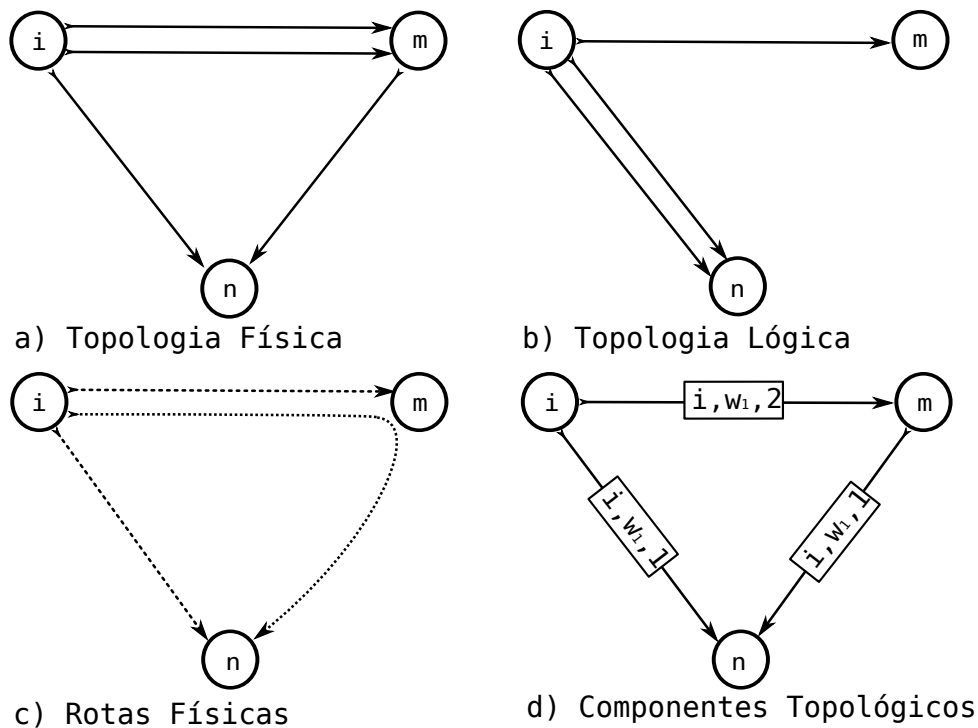 i
m
n
a) Topologia Física
i
m
n
b) Topologia Lógica
i
m
n
c) Rotas Físicas
i
i,w₁,2
m
i,w₁,1
i,w₁,1
n
d) Componentes Topológicos